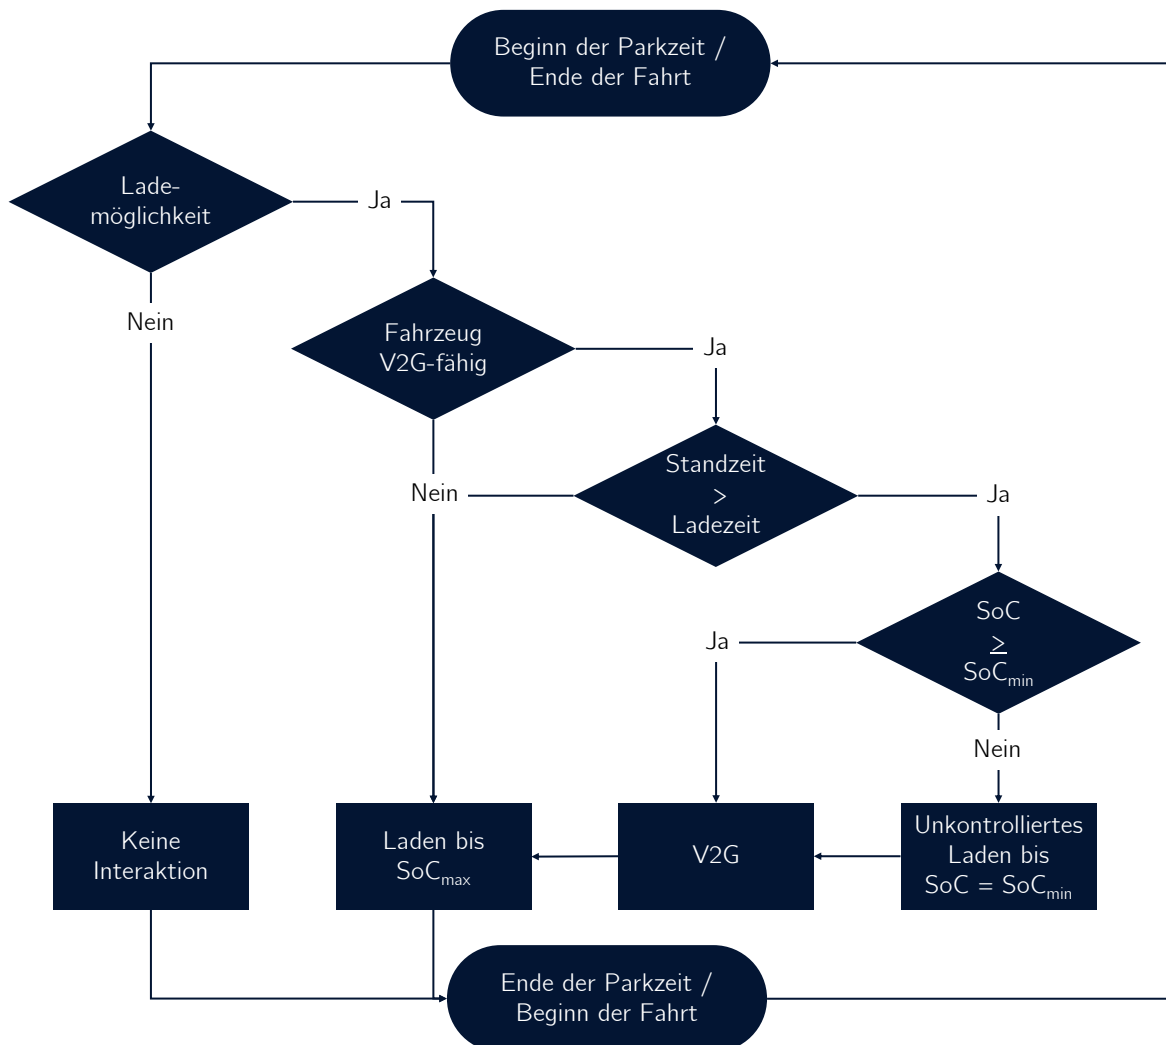 Beginn der Parkzeit /
Ende der Fahrt
Lade-
möglichkeit
Ja
Nein
Fahrzeug
V2G-fähig
Ja
Standzeit
>
Ladezeit
Nein
Ja
SoC
≥
SoCmin
Ja
Nein
Keine
Interaktion
Laden bis
SoCmax
V2G
Unkontrolliertes
Laden bis
SoC = SoCmin
Ende der Parkzeit /
Beginn der Fahrt